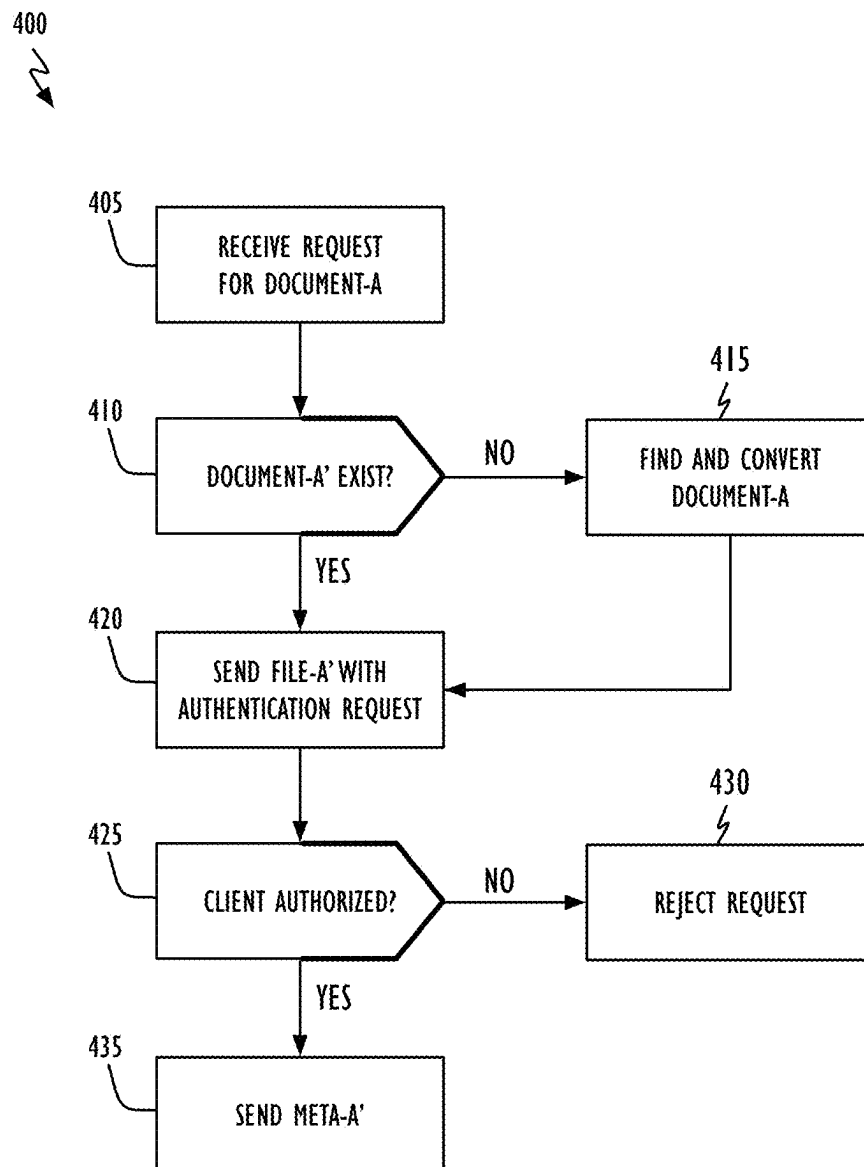 400
405
RECEIVE REQUEST
FOR DOCUMENT-A
410
DOCUMENT-A' EXIST?
NO
415
FIND AND CONVERT
DOCUMENT-A
YES
420
SEND FILE-A' WITH
AUTHENTICATION REQUEST
425
CLIENT AUTHORIZED?
NO
430
REJECT REQUEST
YES
435
SEND META-A'